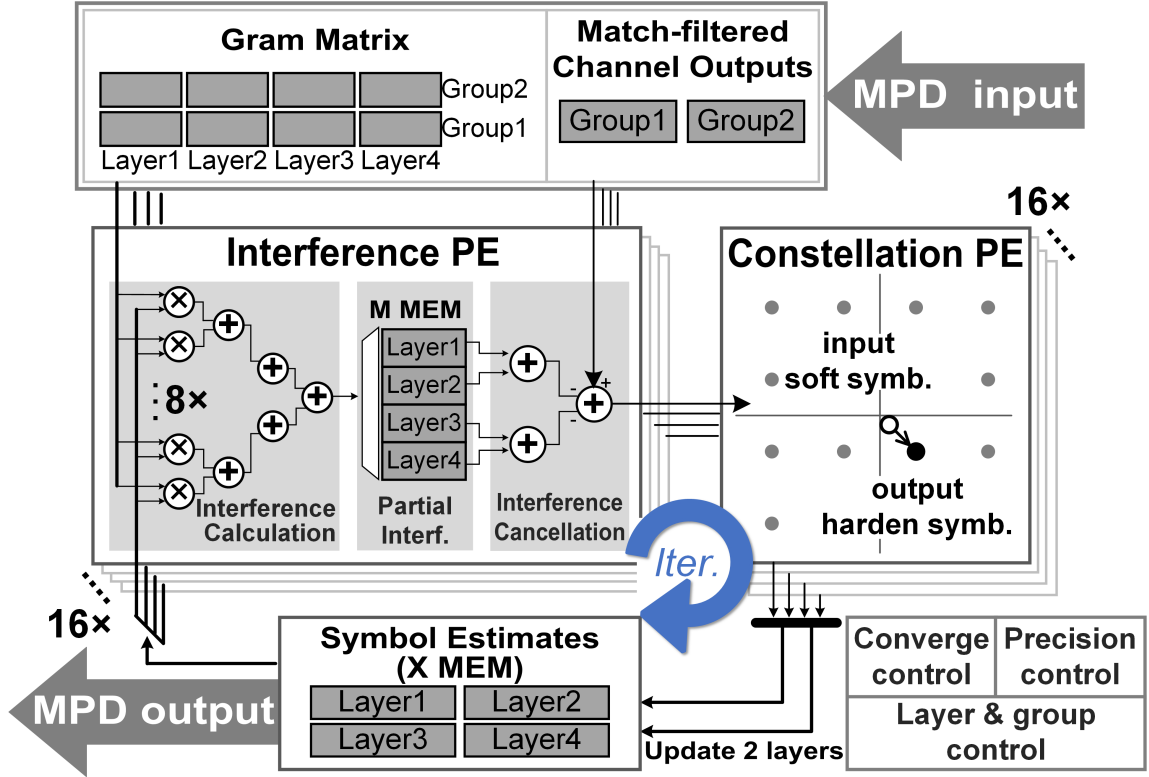 Gram Matrix
Group2
Group1
Layer1 Layer2 Layer3 Layer4
Match-filtered
Channel Outputs
Group1 Group2
MPD input
16×
Interference PE
× × × ×
+ + + + +
8×
Interference
Calculation
M MEM
Layer1
Layer2
Layer3
Layer4
Partial
Interf.
+ + +
- + -
Interference
Cancellation
Constellation PE
input
soft symb.
output
harden symb.
Iter.
16×
Symbol Estimates
(X MEM)
Layer1 Layer2
Layer3 Layer4
MPD output
Update 2 layers
Converge
control
Precision
control
Layer & group
control